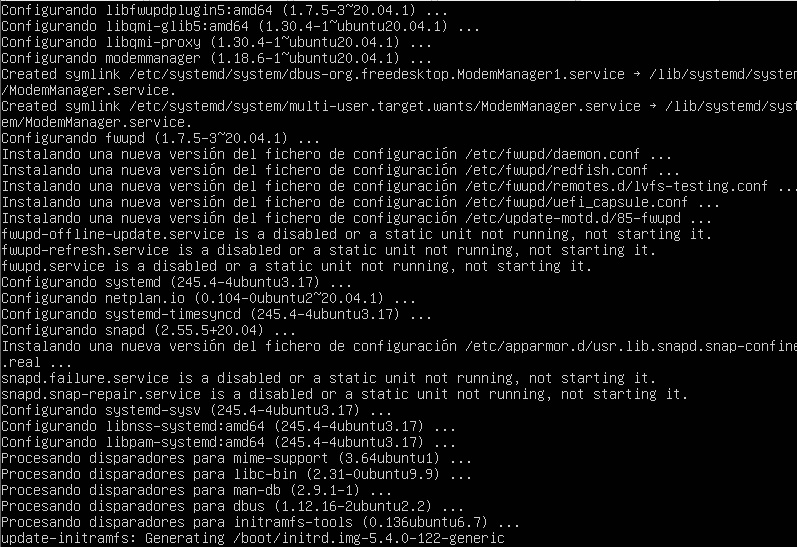 Configurando libfwupdplugin5:amd64 (1.7.5-3~20.04.1) ...
Configurando libqmi-glib5:amd64 (1.30.4-1~ubuntu20.04.1) ...
Configurando libqmi-proxy (1.30.4-1~ubuntu20.04.1) ...
Configurando modemmanager (1.18.6-1~ubuntu20.04.1) ...
Created symlink /etc/systemd/system/dbus-org.freedesktop.ModemManager1.service → /lib/systemd/system
/ModemManager.service.
Created symlink /etc/systemd/system/multi-user.target.wants/ModemManager.service → /lib/systemd/syst
em/ModemManager.service.
Configurando fwupd (1.7.5-3~20.04.1) ...
Instalando una nueva versión del fichero de configuración /etc/fwupd/daemon.conf ...
Instalando una nueva versión del fichero de configuración /etc/fwupd/redfish.conf ...
Instalando una nueva versión del fichero de configuración /etc/fwupd/remotes.d/lvfs-testing.conf ...
Instalando una nueva versión del fichero de configuración /etc/fwupd/uefi_capsule.conf ...
Instalando una nueva versión del fichero de configuración /etc/update-motd.d/85-fwupd ...
fwupd-offline-update.service is a disabled or a static unit not running, not starting it.
fwupd-refresh.service is a disabled or a static unit not running, not starting it.
fwupd.service is a disabled or a static unit not running, not starting it.
Configurando systemd (245.4-4ubuntu3.17) ...
Configurando netplan.io (0.104-0ubuntu2~20.04.1) ...
Configurando systemd-timesyncd (245.4-4ubuntu3.17) ...
Configurando snapd (2.55.5+20.04) ...
Instalando una nueva versión del fichero de configuración /etc/apparmor.d/usr.lib.snapd.snap-confine
.real ...
snapd.failure.service is a disabled or a static unit not running, not starting it.
snapd.snap-repair.service is a disabled or a static unit not running, not starting it.
Configurando systemd-sysv (245.4-4ubuntu3.17) ...
Configurando libnss-systemd:amd64 (245.4-4ubuntu3.17) ...
Configurando libpam-systemd:amd64 (245.4-4ubuntu3.17) ...
Procesando disparadores para mime-support (3.64ubuntu1) ...
Procesando disparadores para libc-bin (2.31-0ubuntu9.9) ...
Procesando disparadores para man-db (2.9.1-1) ...
Procesando disparadores para dbus (1.12.16-2ubuntu2.2) ...
Procesando disparadores para initramfs-tools (0.136ubuntu6.7) ...
update-initramfs: Generating /boot/initrd.img-5.4.0-122-generic